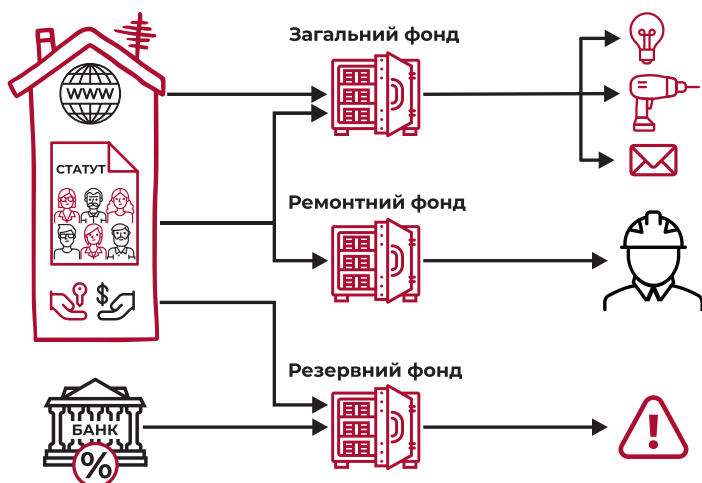 Загальний фонд
WWW
СТАТУТ
$
Ремонтний фонд
Резервний фонд
БАНК
%
!